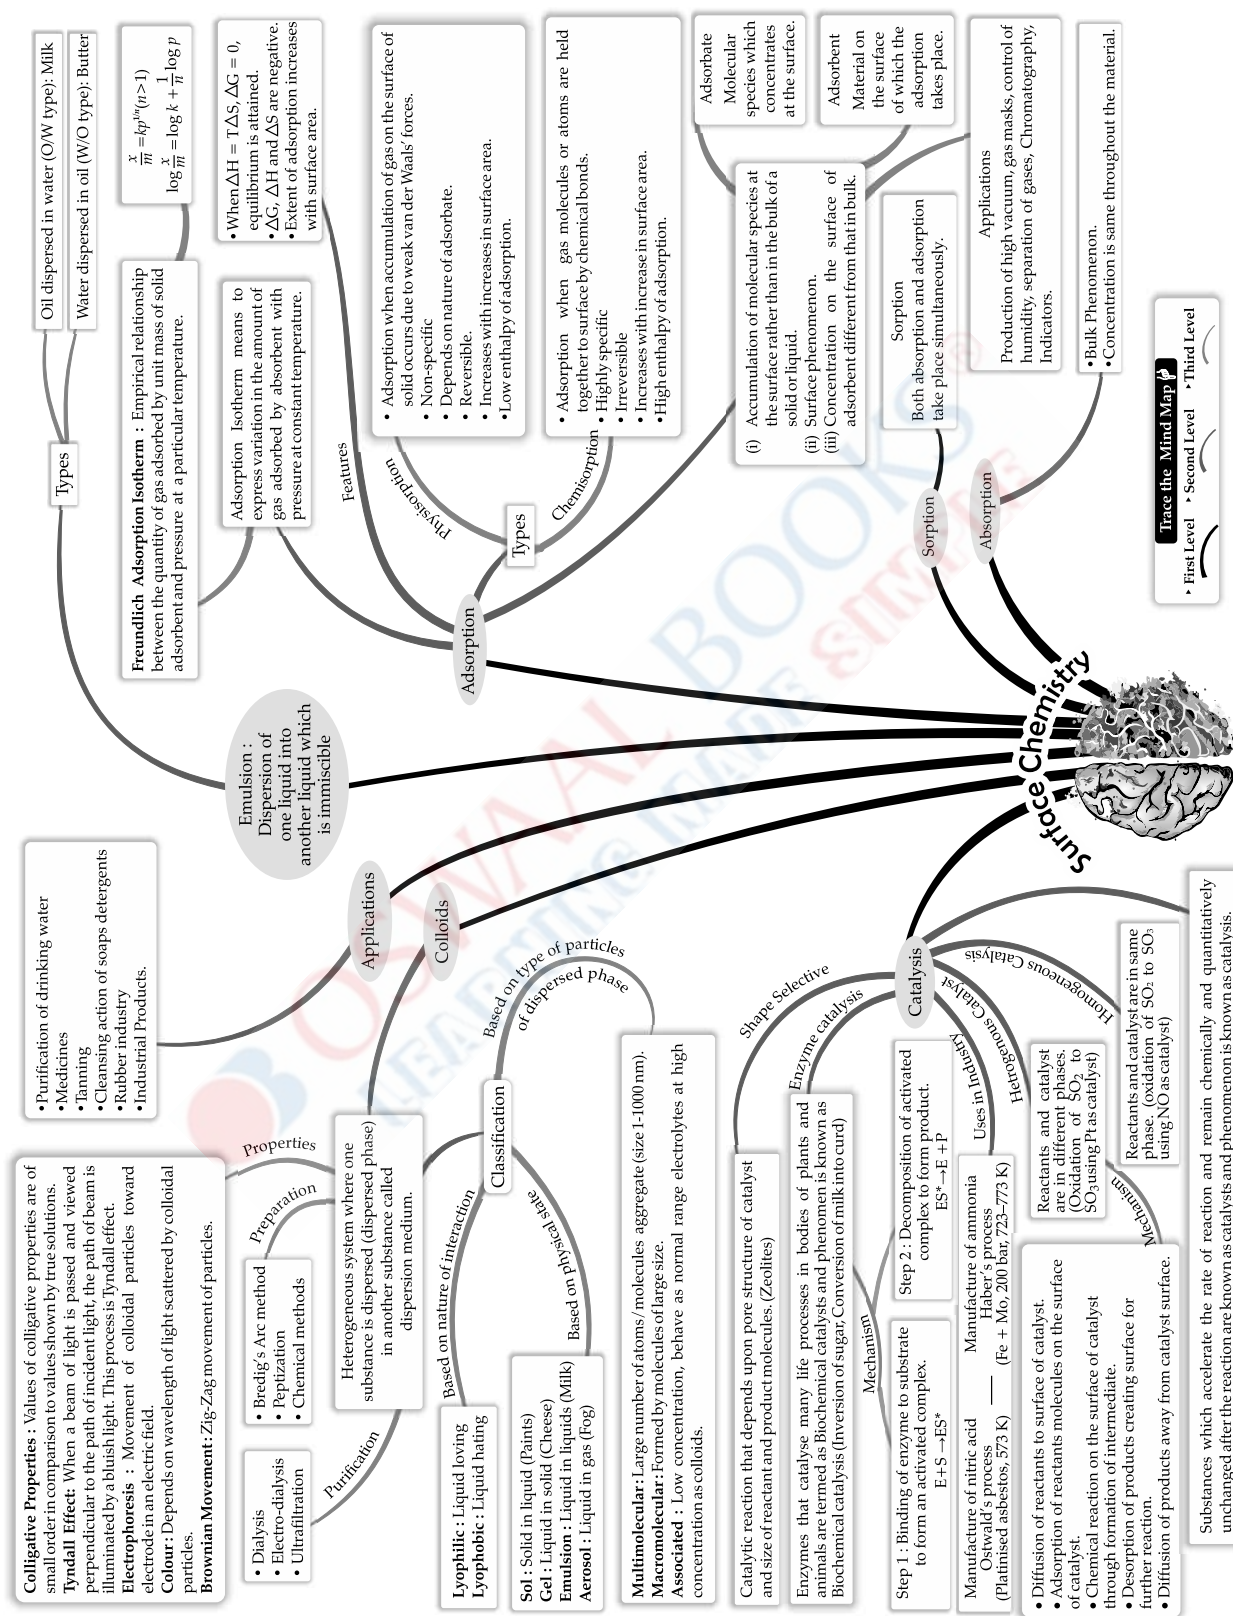 Surface Chemistry
Colligative Properties : Values of colligative properties are of
small order in comparison to values shown by true solutions.
Tyndall Effect: When a beam of light is passed and viewed
perpendicular to the path of incident light, the path of beam is
illuminated by a bluish light. This process is Tyndall effect.
Electrophoresis : Movement of colloidal particles toward
electrode in an electric field.
Colour : Depends on wavelength of light scattered by colloidal
particles.
Brownian Movement: Zig-Zag movement of particles.
Properties
Preparation
• Bredig's Arc method
• Peptization
• Chemical methods
• Dialysis
• Electro-dialysis
• Ultrafiltration
Purification
Heterogeneous system where one
substance is dispersed (dispersed phase)
in another substance called
dispersion medium.
Colloids
Classification
Based on nature of interaction
Lyophilic : Liquid loving
Lyophobic : Liquid hating
Based on physical state
Sol : Solid in liquid (Paints)
Gel : Liquid in solid (Cheese)
Emulsion : Liquid in liquids (Milk)
Aerosol : Liquid in gas (Fog)
Based on type of particles
of dispersed phase
Multimolecular : Large number of atoms/molecules aggregate (size 1-1000 nm).
Macromolecular : Formed by molecules of large size.
Associated : Low concentration, behave as normal range electrolytes at high
concentration as colloids.
Applications
• Purification of drinking water
• Medicines
• Tanning
• Cleansing action of soaps detergents
• Rubber industry
• Industrial Products.
Emulsion :
Dispersion of
one liquid into
another liquid which
is immiscible
Types
Oil dispersed in water (O/W type): Milk
Water dispersed in oil (W/O type): Butter
Catalysis
Shape Selective
Catalytic reaction that depends upon pore structure of catalyst
and size of reactant and product molecules. (Zeolites)
Enzyme catalysis
Enzymes that catalyse many life processes in bodies of plants and
animals are termed as Biochemical catalysts and phenomen is known as
Biochemical catalysis (Inversion of sugar, Conversion of milk into curd)
Mechanism
Step 1 : Binding of enzyme to substrate
to form an activated complex.
E+S→ES*
Step 2 : Decomposition of activated
complex to form product.
ES*→E +P
Uses in Industry
Manufacture of nitric acid
Ostwald's process
(Platinised asbestos, 573 K)
Manufacture of ammonia
Haber's process
(Fe + Mo, 200 bar, 723–773 K)
Hetrogenous Catalyst
Reactants and catalyst
are in different phases.
(Oxidation of SO2 to
SO3 using Pt as catalyst)
Mechanism
• Diffusion of reactants to surface of catalyst.
• Adsorption of reactants molecules on the surface
of catalyst.
• Chemical reaction on the surface of catalyst
through formation of intermediate.
• Desorption of products creating surface for
further reaction.
• Diffusion of products away from catalyst surface.
Homogeneous Catalysis
Reactants and catalyst are in same
phase. (oxidation of SO2 to SO3
using NO as catalyst)
Substances which accelerate the rate of reaction and remain chemically and quantitatively
unchanged after the reaction are known as catalysts and phenomenon is known as catalysis.
Adsorption
Adsorption Isotherm means to
express variation in the amount of
gas adsorbed by absorbent with
pressure at constant temperature.
Freundlich Adsorption Isotherm : Empirical relationship
between the quantity of gas adsorbed by unit mass of solid
adsorbent and pressure at a particular temperature.
x/m = kp^1/n (n>1)
log x/m = log k + 1/n log p
Features
• When ΔH = TΔS, ΔG = 0,
equilibrium is attained.
• ΔG, ΔH and ΔS are negative.
• Extent of adsorption increases
with surface area.
Types
Physisorption
• Adsorption when accumulation of gas on the surface of
solid occurs due to weak van der Waals' forces.
• Non-specific
• Depends on nature of adsorbate.
• Reversible.
• Increases with increases in surface area.
• Low enthalpy of adsorption.
Chemisorption
• Adsorption when gas molecules or atoms are held
together to surface by chemical bonds.
• Highly specific
• Irreversible
• Increases with increase in surface area.
• High enthalpy of adsorption.
(i) Accumulation of molecular species at
the surface rather than in the bulk of a
solid or liquid.
(ii) Surface phenomenon.
(iii) Concentration on the surface of
adsorbent different from that in bulk.
Adsorbate
Molecular
species which
concentrates
at the surface.
Adsorbent
Material on
the surface
of which the
adsorption
takes place.
Applications
Production of high vacuum, gas masks, control of
humidity, separation of gases, Chromatography,
Indicators.
Sorption
Sorption
Both absorption and adsorption
take place simultaneously.
Absorption
• Bulk Phenomenon.
• Concentration is same throughout the material.
Trace the Mind Map
First Level
Second Level
Third Level
OSWAAL BOOKS®
LEARNING MADE SIMPLE